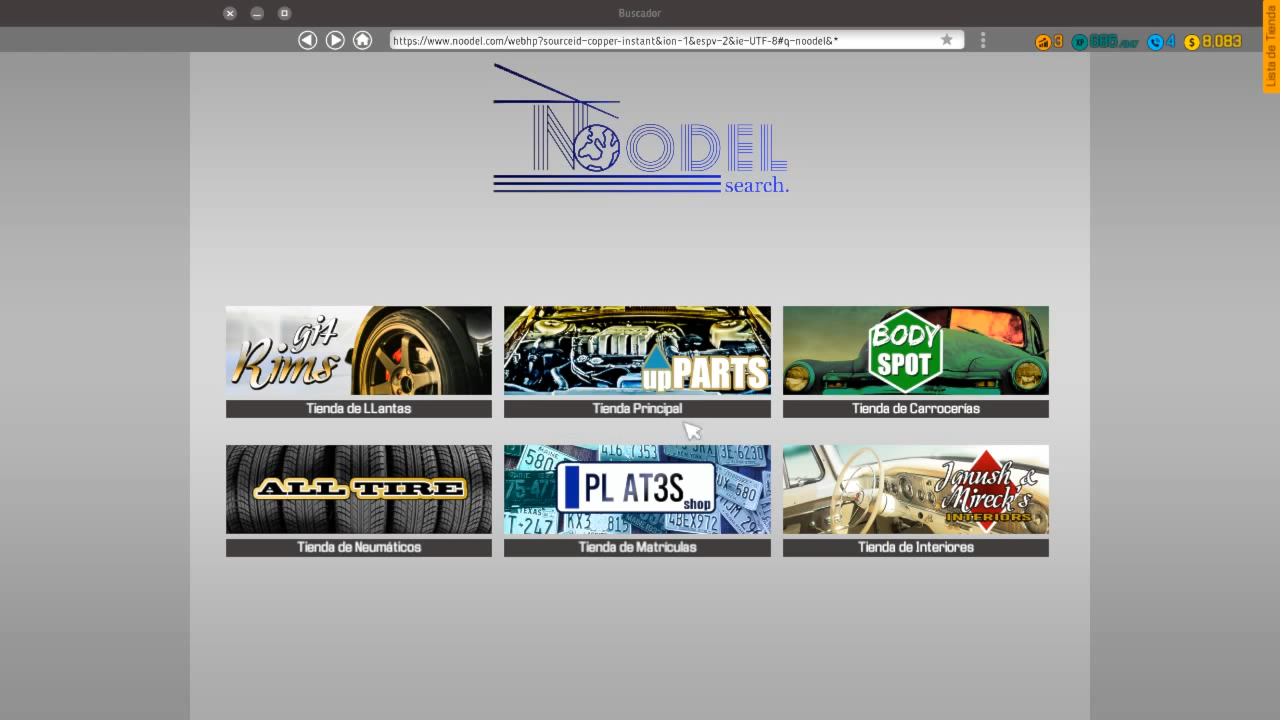 Buscador
https://www.noodel.com/webhp?sourceid-copper-instant&ion-1&espv-2&ie-UTF-8#q-noodel&*
3
4
8,083
Lista de Tienda
NOODEL
search.
gi4
Rims
upPARTS
BODY
SPOT
Tienda de LLantas
Tienda Principal
Tienda de Carrocerías
ALL TIRE
PL AT3S
shop
Janush &
Mireck's
INTERIORS
Tienda de Neumáticos
Tienda de Matrículas
Tienda de Interiores